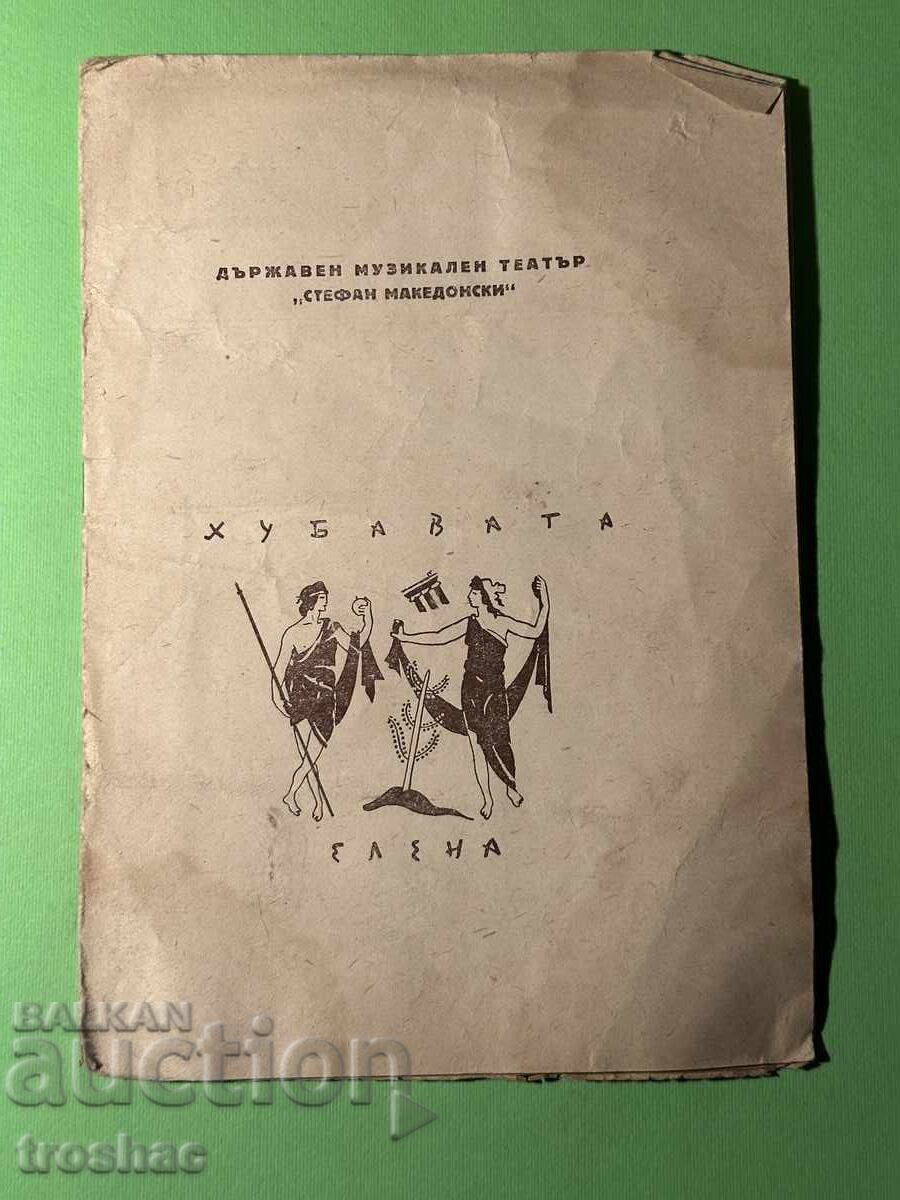 ДЪРЖАВЕН МУЗИКАЛЕН ТЕАТЪР
„СТЕФАН МАКЕДОНСКИ“
ХУБАВАТА
ЕЛЕНА
BALKAN
auction
troshac